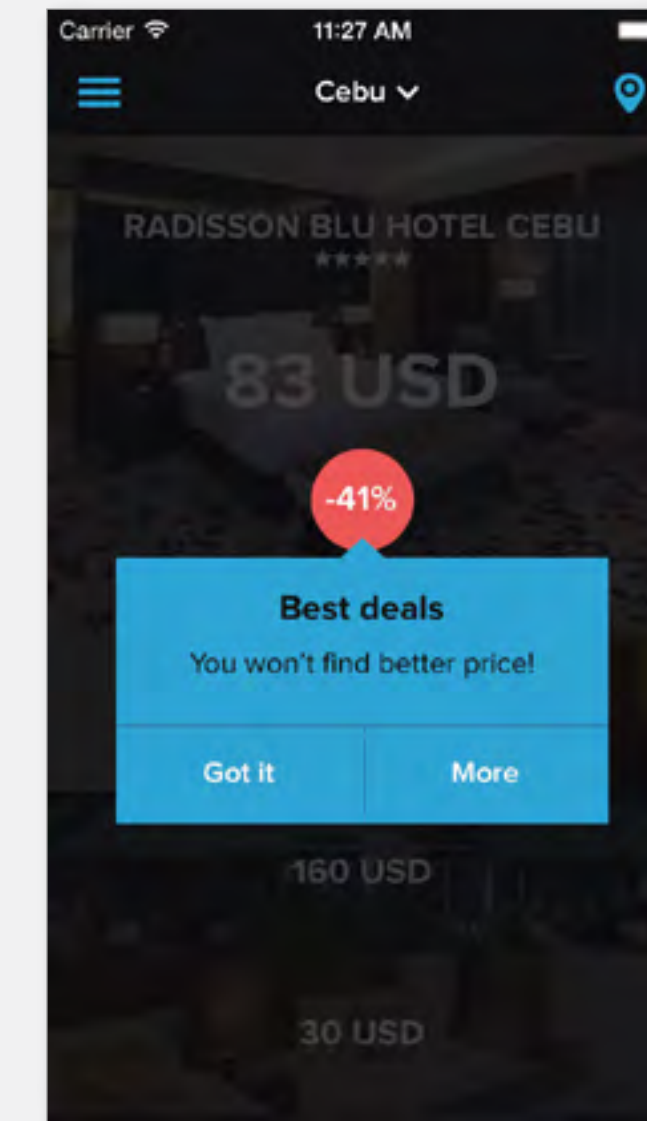 Carrier 11:27 AM
Cebu
RADISSON BLU HOTEL CEBU
★★★★★
83 USD
-41%
Best deals
You won't find better price!
Got it More
160 USD
30 USD